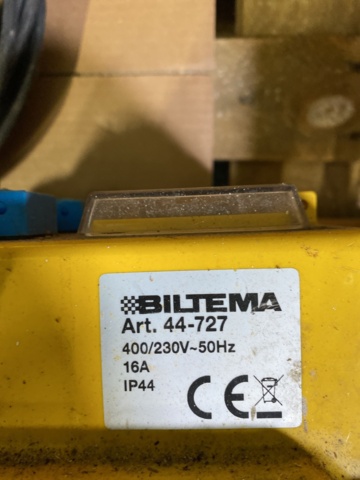 BILTEMA
Art. 44-727
400/230V~50Hz
16A
IP44
CE